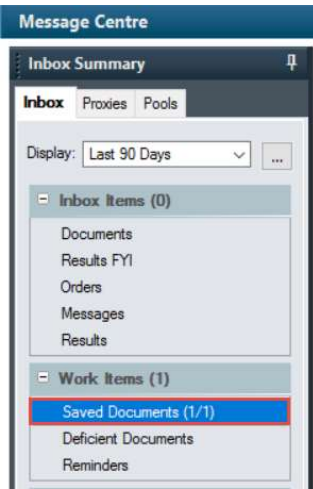 Message Centre
Inbox Summary
Inbox Proxies Pools
Display: Last 90 Days ...
Inbox Items (0)
Documents
Results FYI
Orders
Messages
Results
Work Items (1)
Saved Documents (1/1)
Deficient Documents
Reminders